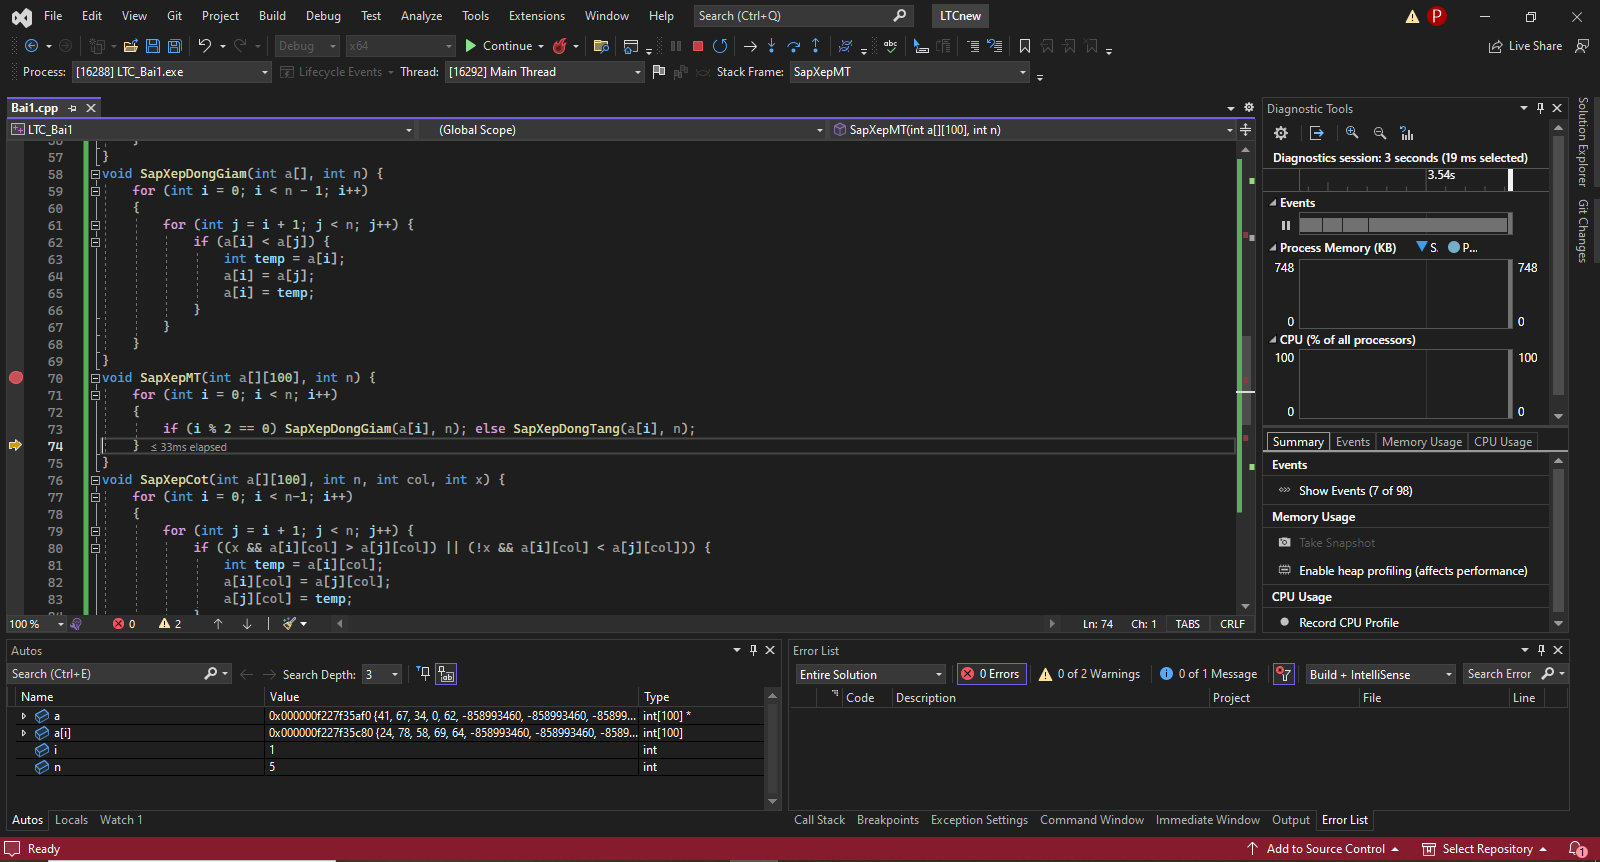 File Edit View Git Project Build Debug Test Analyze Tools Extensions Window Help Search (Ctrl+Q) LTCnew P
Debug x64 Continue Live Share
Process: [16288] LTC_Bai1.exe Lifecycle Events Thread: [16292] Main Thread Stack Frame: SapXepMT
Bai1.cpp
LTC_Bai1 (Global Scope) SapXepMT(int a[][100], int n)
56 }
57 }
58 void SapXepDongGiam(int a[], int n) {
59 for (int i = 0; i < n - 1; i++)
60 {
61 for (int j = i + 1; j < n; j++) {
62 if (a[i] < a[j]) {
63 int temp = a[i];
64 a[i] = a[j];
65 a[i] = temp;
66 }
67 }
68 }
69 }
70 void SapXepMT(int a[][100], int n) {
71 for (int i = 0; i < n; i++)
72 {
73 if (i % 2 == 0) SapXepDongGiam(a[i], n); else SapXepDongTang(a[i], n);
74 } ≤ 33ms elapsed
75 }
76 void SapXepCot(int a[][100], int n, int col, int x) {
77 for (int i = 0; i < n-1; i++)
78 {
79 for (int j = i + 1; j < n; j++) {
80 if ((x && a[i][col] > a[j][col]) || (!x && a[i][col] < a[j][col])) {
81 int temp = a[i][col];
82 a[i][col] = a[j][col];
83 a[j][col] = temp;
84 }
100 % 0 2 Ln: 74 Ch: 1 TABS CRLF
Diagnostic Tools
Diagnostics session: 3 seconds (19 ms selected)
3.54s
Events
Process Memory (KB) S. P...
748 748
0 0
CPU (% of all processors)
100 100
0 0
Summary Events Memory Usage CPU Usage
Events
Show Events (7 of 98)
Memory Usage
Take Snapshot
Enable heap profiling (affects performance)
CPU Usage
Record CPU Profile
Solution Explorer
Git Changes
Autos
Search (Ctrl+E) Search Depth: 3
Name Value Type
a 0x000000f227f35af0 {41, 67, 34, 0, 62, -858993460, -858993460, -85899... int[100] *
a[i] 0x000000f227f35c80 {24, 78, 58, 69, 64, -858993460, -858993460, -8589... int[100]
i 1 int
n 5 int
Autos Locals Watch 1
Error List
Entire Solution 0 Errors 0 of 2 Warnings 0 of 1 Message Build + IntelliSense Search Error
Code Description Project File Line
Call Stack Breakpoints Exception Settings Command Window Immediate Window Output Error List
Ready Add to Source Control Select Repository 1